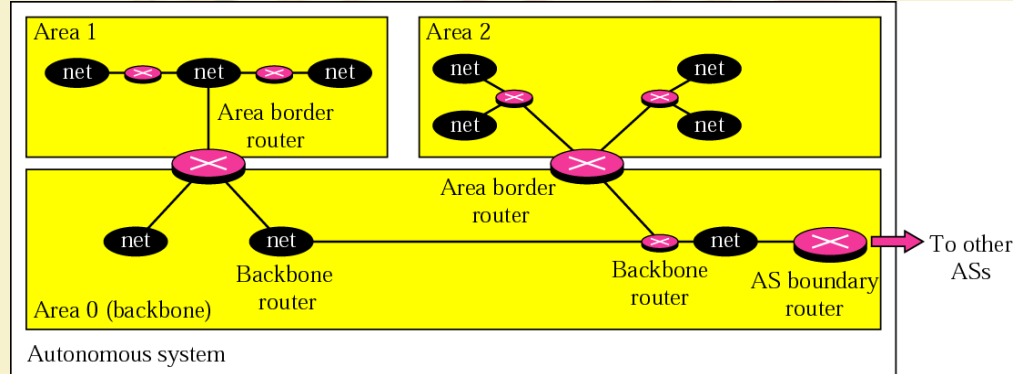 Area 1
net
net
net
Area border
router
Area 2
net
net
net
net
Area border
router
net
net
Backbone
router
Backbone
router
net
AS boundary
router
To other
ASs
Area 0 (backbone)
Autonomous system